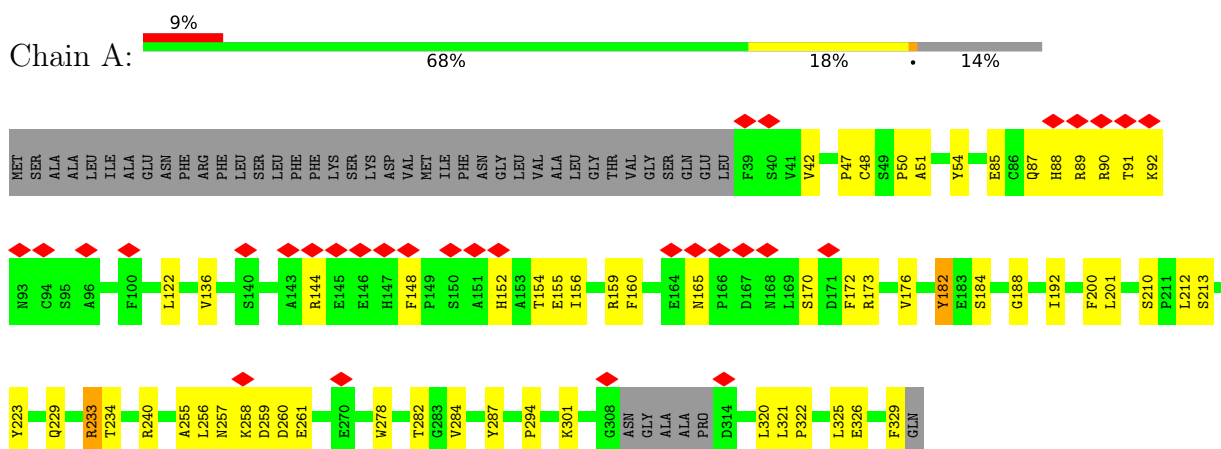 9%
Chain A:
68% 18% • 14%
MET SER ALA ALA LEU ILE ALA GLU ASN PHE ARG PHE LEU SER LEU PHE PHE LYS SER LYS ASP VAL MET ILE PHE ASN GLY LEU VAL ALA LEU GLY THR VAL GLY SER GLN GLU LEU F39 S40 V41 V42 P47 C48 S49 P50 A51 Y54 E85 C86 Q87 H88 R89 R90 T91 K92
N93 C94 S95 A96 F100 L122 V136 S140 A143 R144 E145 E146 H147 F148 P149 S150 A151 H152 A153 T154 E155 I156 R159 F160 E164 N165 P166 D167 N168 L169 S170 D171 F172 R173 V176 Y182 E183 S184 G188 I192 F200 L201 S210 P211 L212 S213
Y223 Q229 R233 T234 R240 A255 L256 N257 K258 D259 D260 E261 E270 W278 T282 G283 V284 Y287 P294 K301 G308 ASN GLY ALA ALA PRO D314 L320 L321 P322 L325 E326 F329 GLN